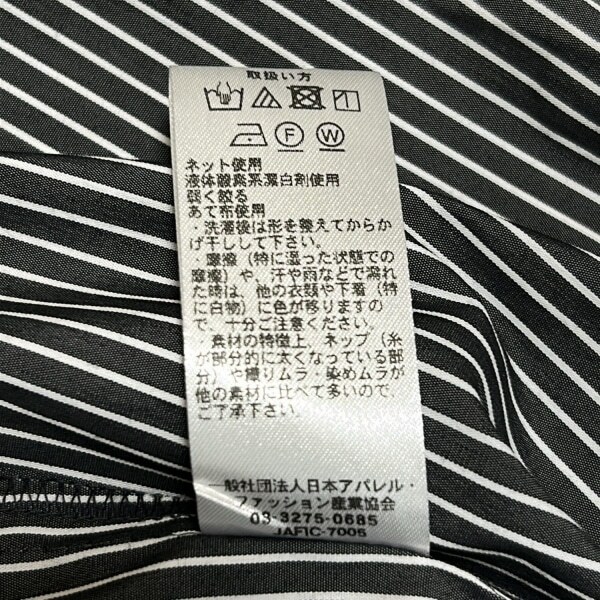 取扱い方
F W
ネット使用
液体酸素系漂白剤使用
弱く絞る
あて布使用
・洗濯後は形を整えてからか
げ干しして下さい。
・摩擦（特に湿った状態での
摩擦）や、汗や雨などで濡れ
た時は、他の衣類や下着（特
に白物）に色が移りますの
で、十分ご注意ください。
・素材の特徴上、ネップ（糸
が部分的に太くなっている部
分）や織りムラ・染めムラが
他の素材に比べて多いので、
ご了承下さい。
一般社団法人日本アパレル・
ファッション産業協会
03-3275-0685
JAFIC-7005